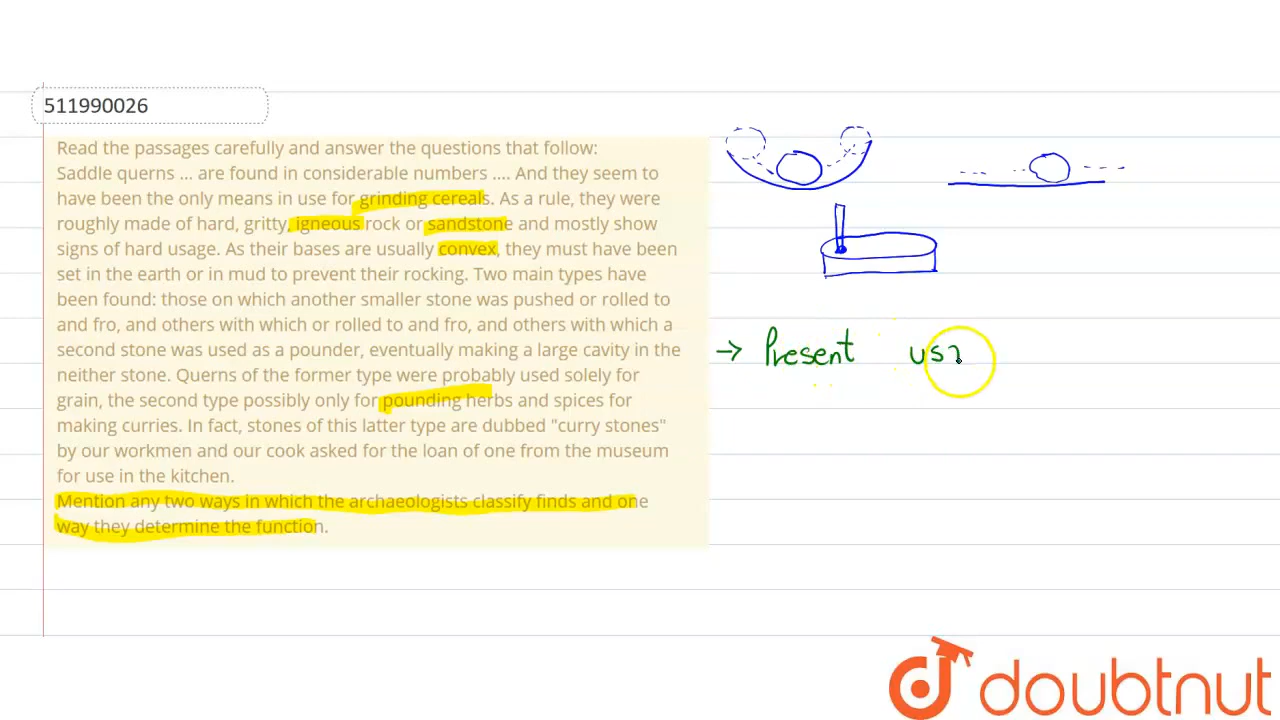 511990026
Read the passages carefully and answer the questions that follow:
Saddle querns ... are found in considerable numbers .... And they seem to
have been the only means in use for grinding cereals. As a rule, they were
roughly made of hard, gritty, igneous rock or sandstone and mostly show
signs of hard usage. As their bases are usually convex, they must have been
set in the earth or in mud to prevent their rocking. Two main types have
been found: those on which another smaller stone was pushed or rolled to
and fro, and others with which or rolled to and fro, and others with which a
second stone was used as a pounder, eventually making a large cavity in the
neither stone. Querns of the former type were probably used solely for
grain, the second type possibly only for pounding herbs and spices for
making curries. In fact, stones of this latter type are dubbed "curry stones"
by our workmen and our cook asked for the loan of one from the museum
for use in the kitchen.
Mention any two ways in which the archaeologists classify finds and one
way they determine the function.
→ Present
doubtnut